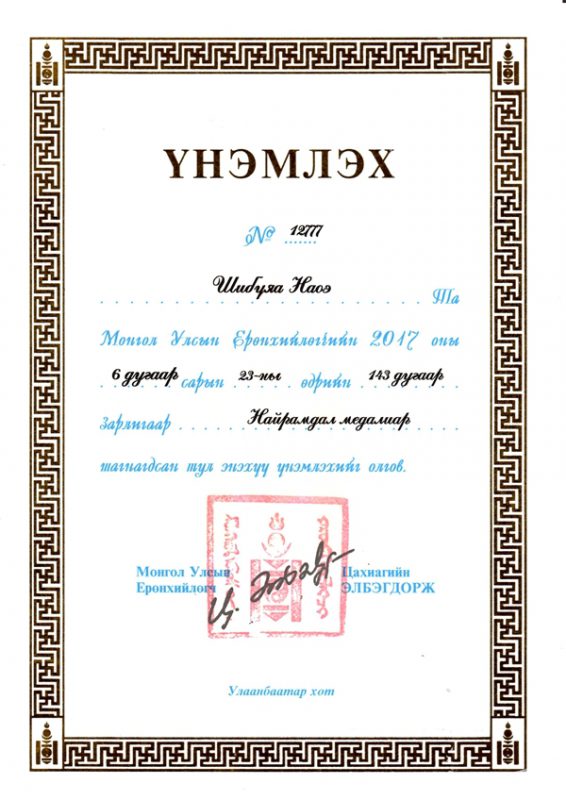 ҮНЭМЛЭХ
№ 12777
Шибуяа Наоэ Та
Монгол Улсын Ерөнхийлөгчийн 2017 оны
6 дугаар сарын 23-ны өдрийн 143 дугаар
зарлигаар Найрамдал медалиар
шагнагдсан тул энэхүү үнэмлэхийг олгов.
Монгол Улсын Цахиагийн
Ерөнхийлөгч ЭЛБЭГДОРЖ
Улаанбаатар хот